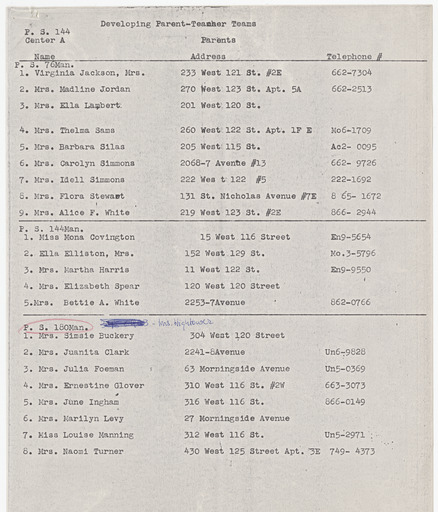 Developing Parent-Teacher Teams
P. S. 144
Center A Parents
Name Address Telephone #
P. S. 76Man.
1. Virginia Jackson, Mrs. 233 West 121 St. #2E 662-7304
2. Mrs. Madline Jordan 270 West 123 St. Apt. 5A 662-2513
3. Mrs. Ella Lambert 201 West 120 St.
4. Mrs. Thelma Sams 260 West 122 St. Apt. 1F E Mo6-1709
5. Mrs. Barbara Silas 205 West 115 St. Ac2- 0095
6. Mrs. Carolyn Simmons 2068-7 Avenue #13 662- 9726
7. Mrs. Idell Simmons 222 West 122 #5 222-1692
8. Mrs. Flora Stewart 131 St. Nicholas Avenue #7E 8 65- 1672
9. Mrs. Alice F. White 219 West 123 St. #2E 866- 2944
P. S. 144Man.
1. Miss Mona Covington 15 West 116 Street En9-5654
2. Ella Elliston, Mrs. 152 West 129 St. Mo.3-5796
3. Mrs. Martha Harris 11 West 122 St. En9-9550
4. Mrs. Elizabeth Spear 120 West 120 Street
5.Mrs. Bettie A. White 2253-7Avenue 862-0766
P. S. 180Man. - Mrs. Hightower
1. Mrs. Simsie Buckery 304 West 120 Street
2. Mrs. Juanita Clark 2241-8Avenue Un6-9828
3. Mrs. Julia Foeman 63 Morningside Avenue Un5-0369
4. Mrs. Ernestine Glover 310 West 116 St. #2W 663-3073
5. Mrs. June Ingham 316 West 116 St. 866-0149
6. Mrs. Marilyn Levy 27 Morningside Avenue
7. Miss Louise Manning 312 West 116 St. Un5-2971
8. Mrs. Naomi Turner 430 West 125 Street Apt. 3E 749- 4373